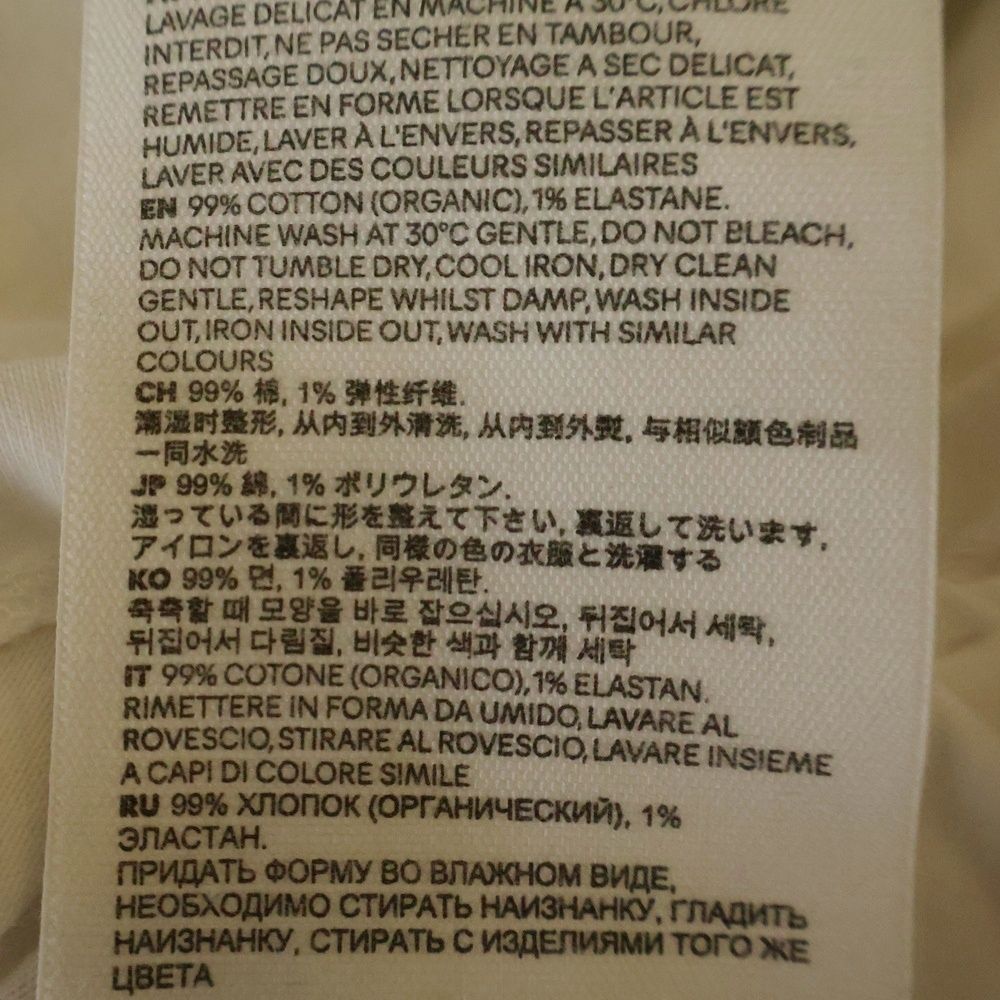 LAVAGE DELICAT EN MACHINE A 30°C, CHLORE
INTERDIT, NE PAS SECHER EN TAMBOUR,
REPASSAGE DOUX, NETTOYAGE A SEC DELICAT,
REMETTRE EN FORME LORSQUE L'ARTICLE EST
HUMIDE, LAVER À L'ENVERS, REPASSER À L'ENVERS,
LAVER AVEC DES COULEURS SIMILAIRES
EN 99% COTTON (ORGANIC), 1% ELASTANE.
MACHINE WASH AT 30°C GENTLE, DO NOT BLEACH,
DO NOT TUMBLE DRY, COOL IRON, DRY CLEAN
GENTLE, RESHAPE WHILST DAMP, WASH INSIDE
OUT, IRON INSIDE OUT, WASH WITH SIMILAR
COLOURS
CH 99% 棉, 1% 弹性纤维.
潮湿时整形, 从内到外清洗, 从内到外熨, 与相似顏色制品
一同水洗
JP 99% 綿, 1% ポリウレタン.
湿っている間に形を整えて下さい, 裏返して洗います,
アイロンを裏返し, 同様の色の衣服と洗濯する
KO 99% 면, 1% 폴리우레탄.
축축할 때 모양을 바로 잡으십시오, 뒤집어서 세탁,
뒤집어서 다림질, 비슷한 색과 함께 세탁
IT 99% COTONE (ORGANICO), 1% ELASTAN.
RIMETTERE IN FORMA DA UMIDO, LAVARE AL
ROVESCIO, STIRARE AL ROVESCIO, LAVARE INSIEME
A CAPI DI COLORE SIMILE
RU 99% ХЛОПОК (ОРГАНИЧЕСКИЙ), 1%
ЭЛАСТАН.
ПРИДАТЬ ФОРМУ ВО ВЛАЖНОМ ВИДЕ,
НЕОБХОДИМО СТИРАТЬ НАИЗНАНКУ, ГЛАДИТЬ
НАИЗНАНКУ, СТИРАТЬ С ИЗДЕЛИЯМИ ТОГО ЖЕ
ЦВЕТА